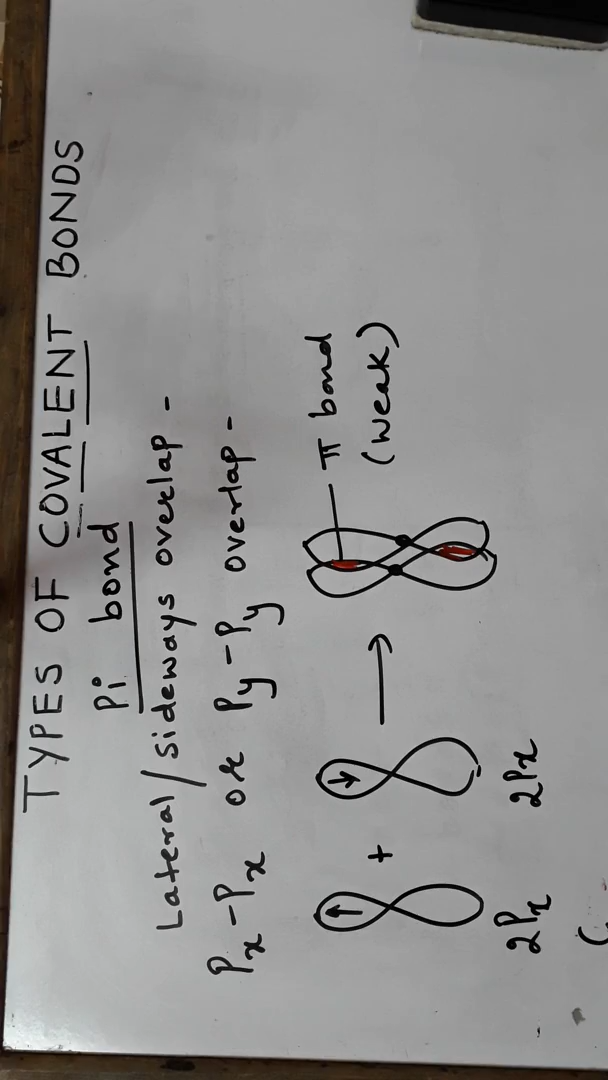 TYPES OF COVALENT BONDS
Pi bond
Lateral/sideways overlap -
Px-Px or Py-Py overlap -
+ → π bond
(weak)
2Px 2Px